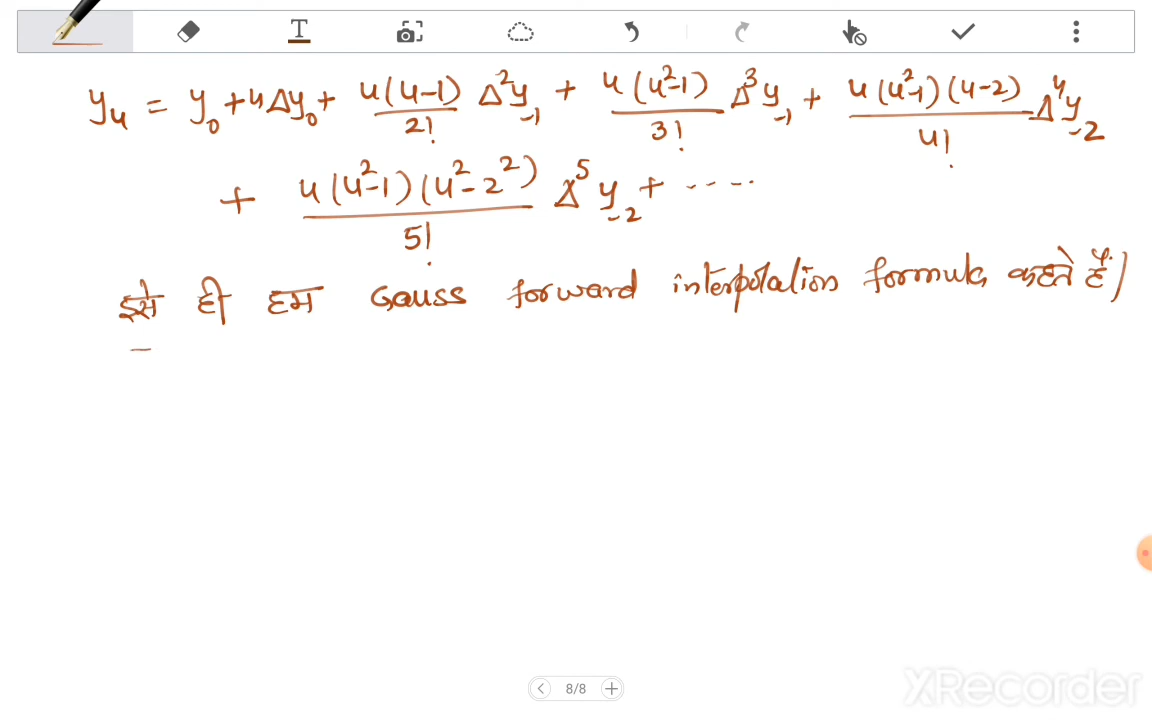 T
y_u = y_0 + uΔy_0 + u(u-1)/2! Δ²y_-1 + u(u²-1)/3! Δ³y_-1 + u(u²-1)(u-2)/4! Δ⁴y_-2
+ u(u²-1)(u²-2²)/5! Δ⁵y_-2 + ----
इसे ही हम Gauss forward interpolation formula कहते हैं।
8/8
XRecorder